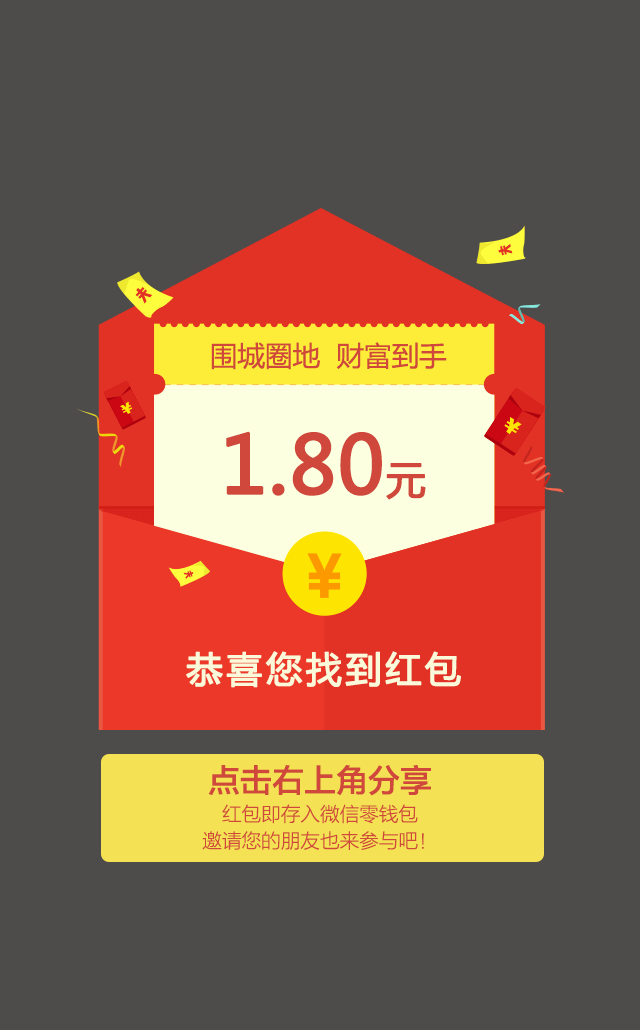 围城圈地 财富到手
1.80元
¥
¥
¥
恭喜您找到红包
点击右上角分享
红包即存入微信零钱包
邀请您的朋友也来参与吧!